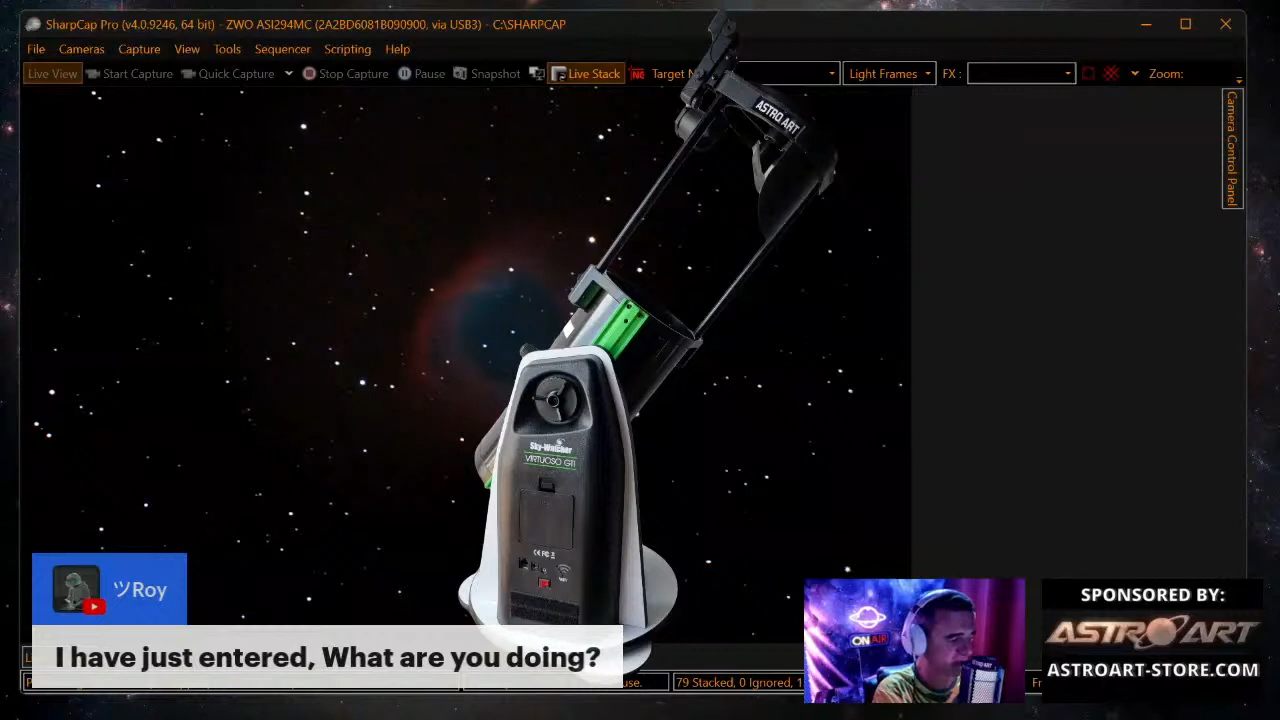 SharpCap Pro (v4.0.9246, 64 bit) - ZWO ASI294MC (2A2BD6081B090900, via USB3) - C:\SHARPCAP
File Cameras Capture View Tools Sequencer Scripting Help
Live View Start Capture Quick Capture Stop Capture Pause Snapshot Live Stack Target Light Frames FX : Zoom:
Camera Control Panel
ASTRO ART
Sky-Watcher
VIRTUOSO GTi
ツRoy
I have just entered, What are you doing?
79 Stacked, 0 Ignored,
ON AIR
SPONSORED BY:
ASTROART
ASTROART-STORE.COM